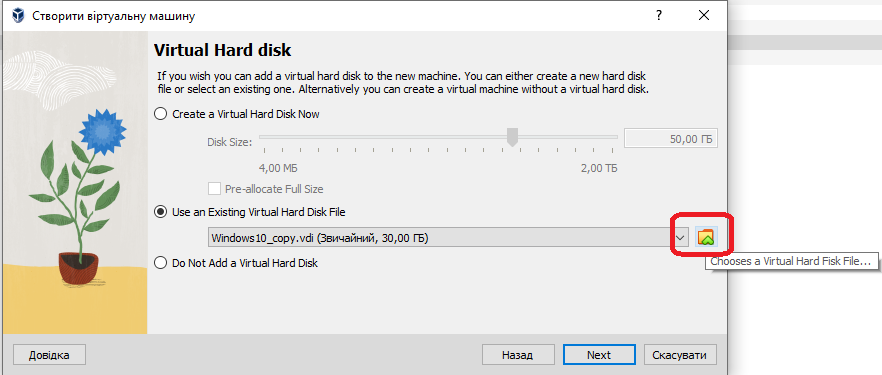 Створити віртуальну машину
Virtual Hard disk
If you wish you can add a virtual hard disk to the new machine. You can either create a new hard disk
file or select an existing one. Alternatively you can create a virtual machine without a virtual hard disk.
Create a Virtual Hard Disk Now
Disk Size:
50,00 ГБ
4,00 МБ
2,00 ТБ
Pre-allocate Full Size
Use an Existing Virtual Hard Disk File
Windows10_copy.vdi (Звичайний, 30,00 ГБ)
Chooses a Virtual Hard Fisk File...
Do Not Add a Virtual Hard Disk
Довідка
Назад
Next
Скасувати